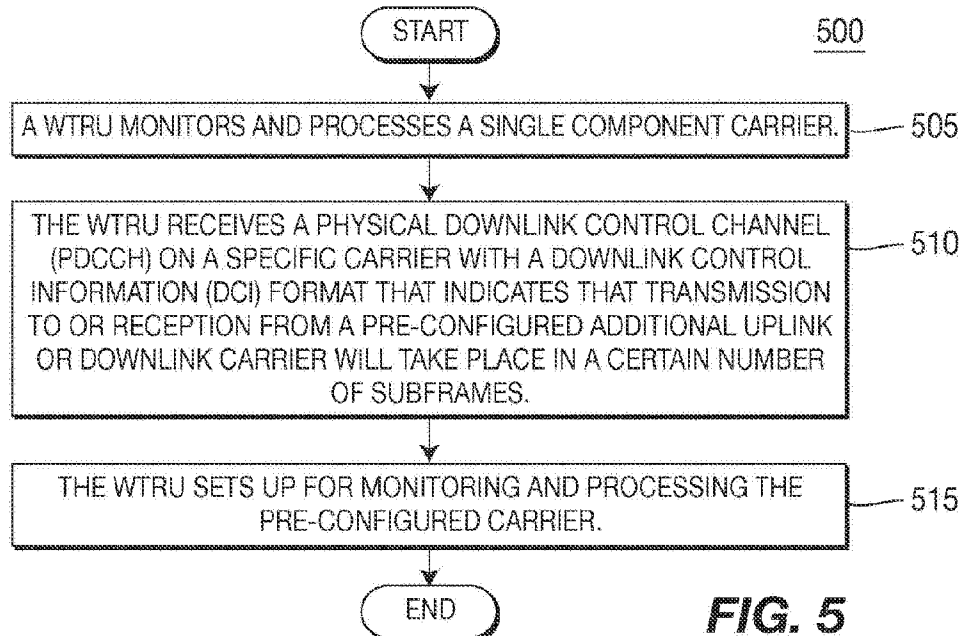 START
500
A WTRU MONITORS AND PROCESSES A SINGLE COMPONENT CARRIER.
505
THE WTRU RECEIVES A PHYSICAL DOWNLINK CONTROL CHANNEL
(PDCCH) ON A SPECIFIC CARRIER WITH A DOWNLINK CONTROL
INFORMATION (DCI) FORMAT THAT INDICATES THAT TRANSMISSION
TO OR RECEPTION FROM A PRE-CONFIGURED ADDITIONAL UPLINK
OR DOWNLINK CARRIER WILL TAKE PLACE IN A CERTAIN NUMBER
OF SUBFRAMES.
510
THE WTRU SETS UP FOR MONITORING AND PROCESSING THE
PRE-CONFIGURED CARRIER.
515
END
FIG. 5